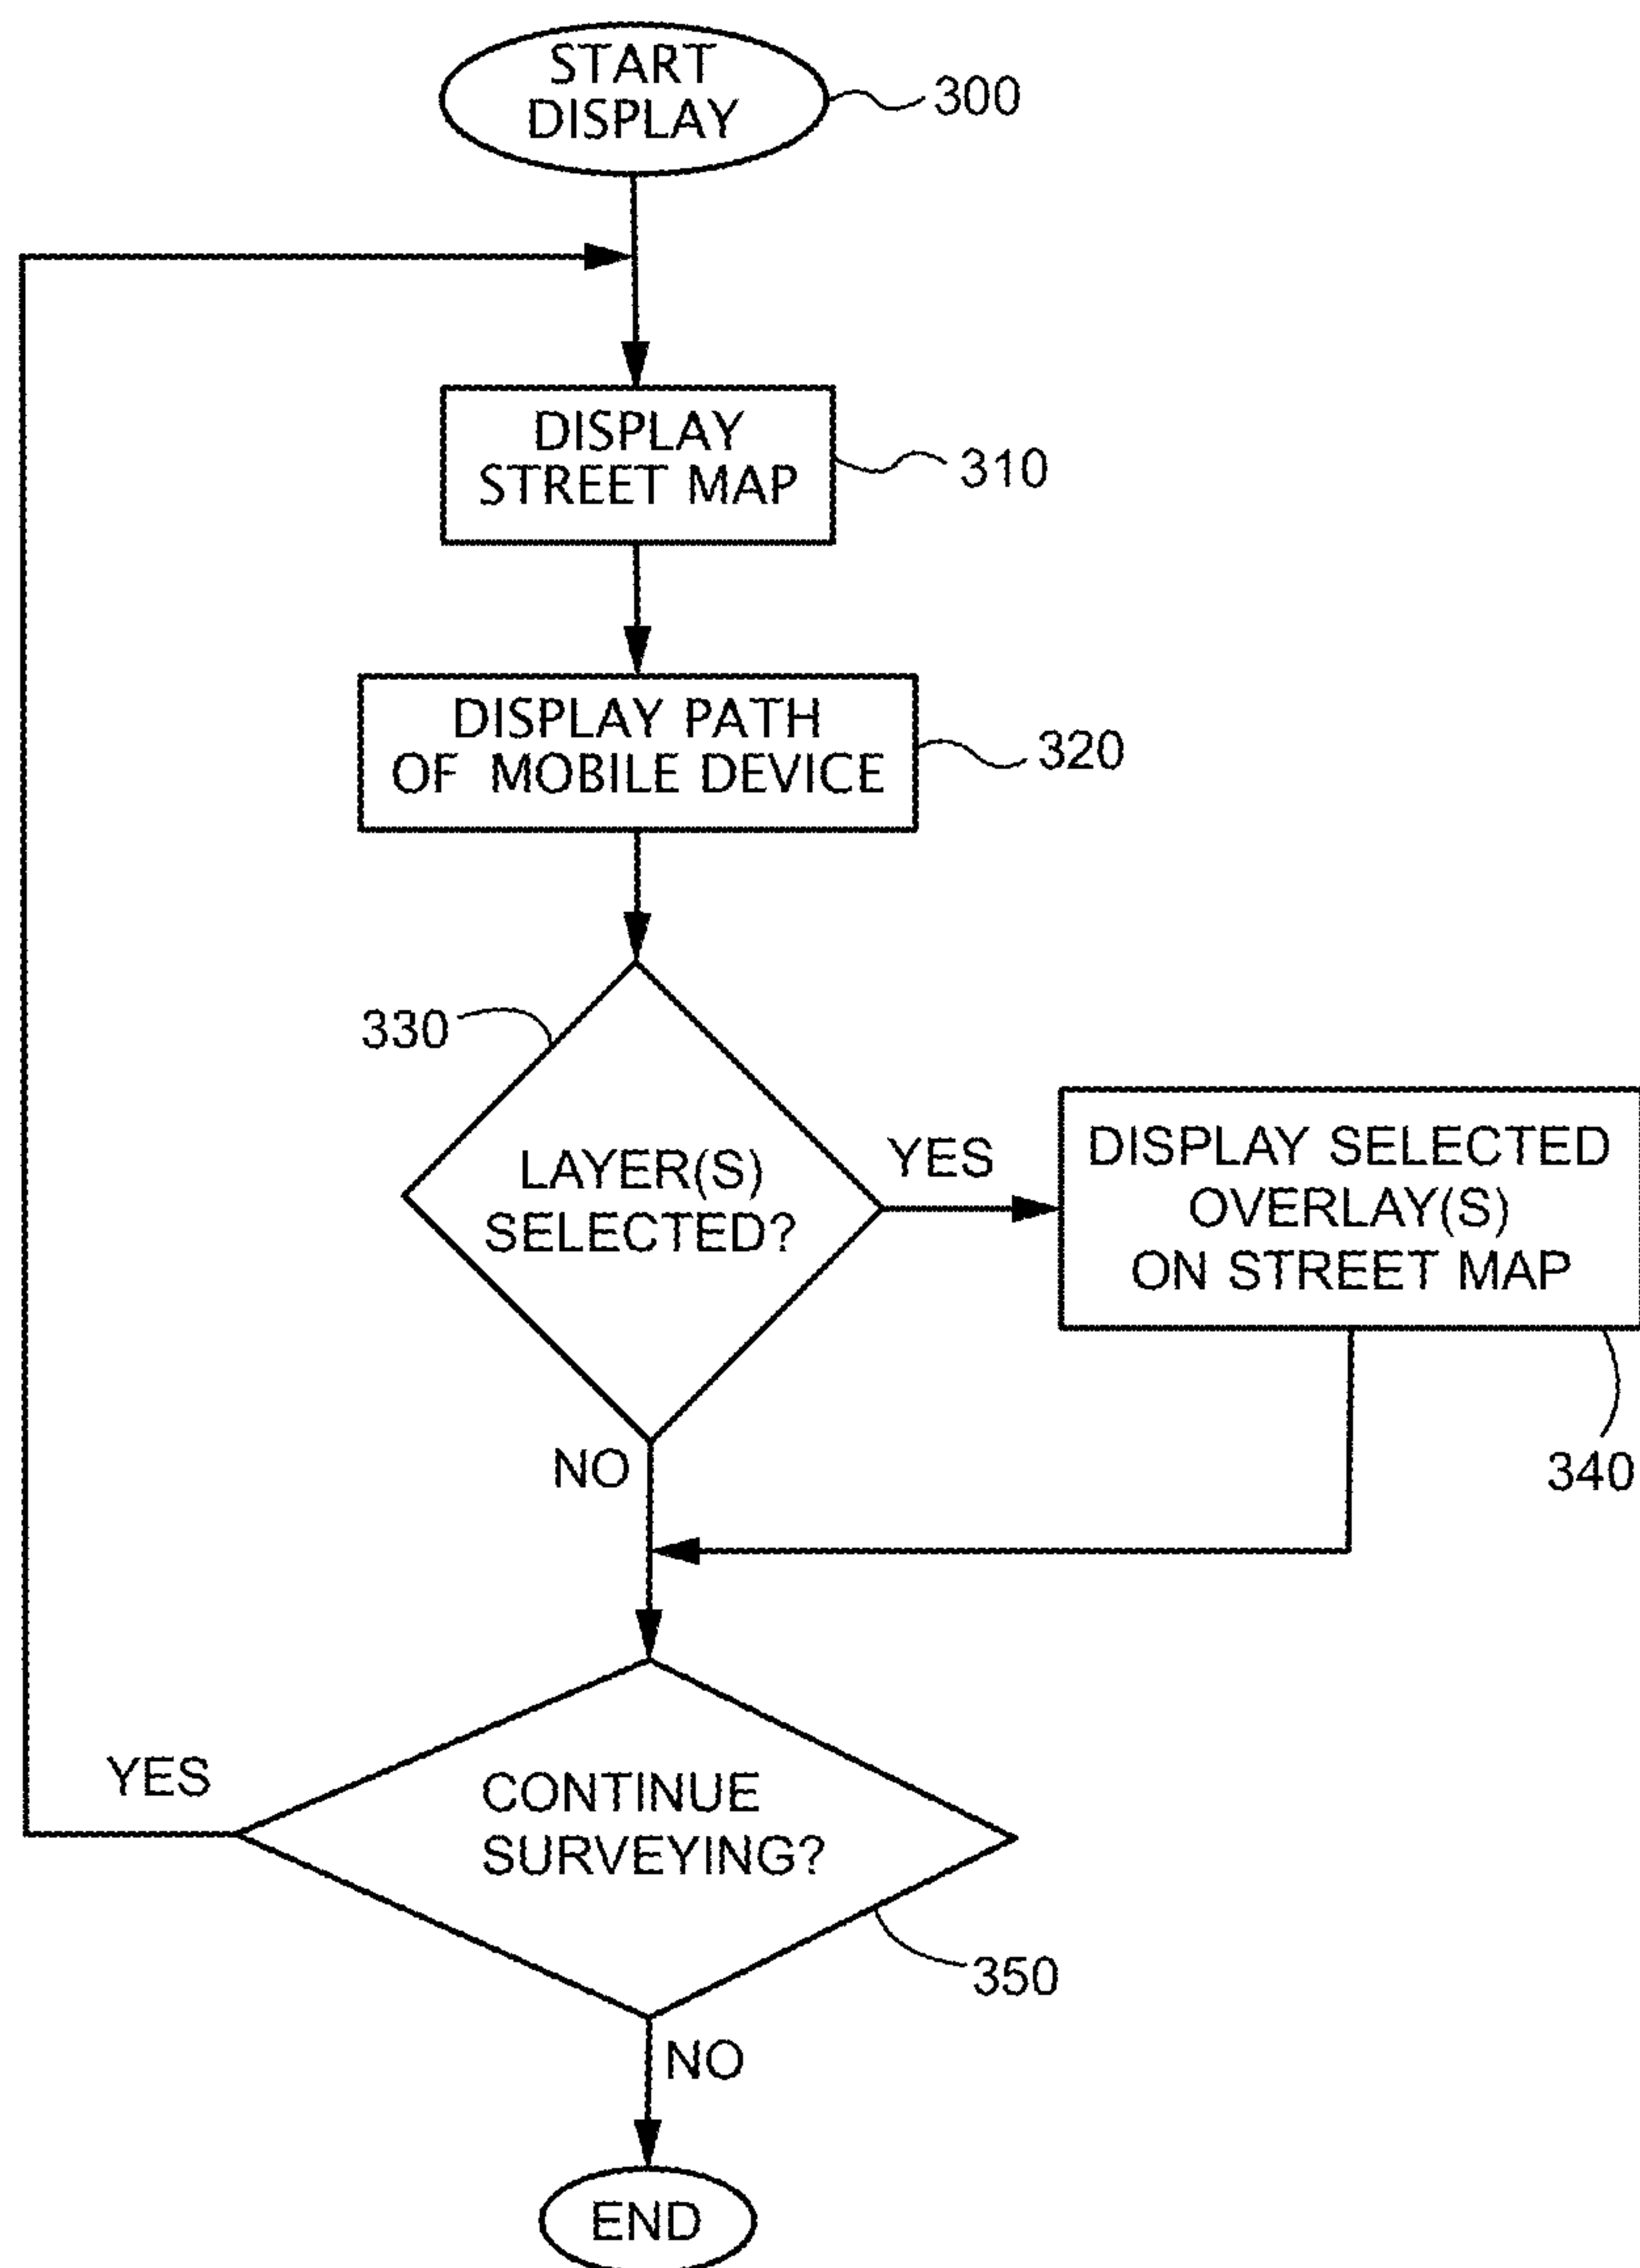 START
DISPLAY
300
DISPLAY
STREET MAP
310
DISPLAY PATH
OF MOBILE DEVICE
320
330
LAYER(S)
SELECTED?
YES
DISPLAY SELECTED
OVERLAY(S)
ON STREET MAP
340
NO
YES
CONTINUE
SURVEYING?
350
NO
END